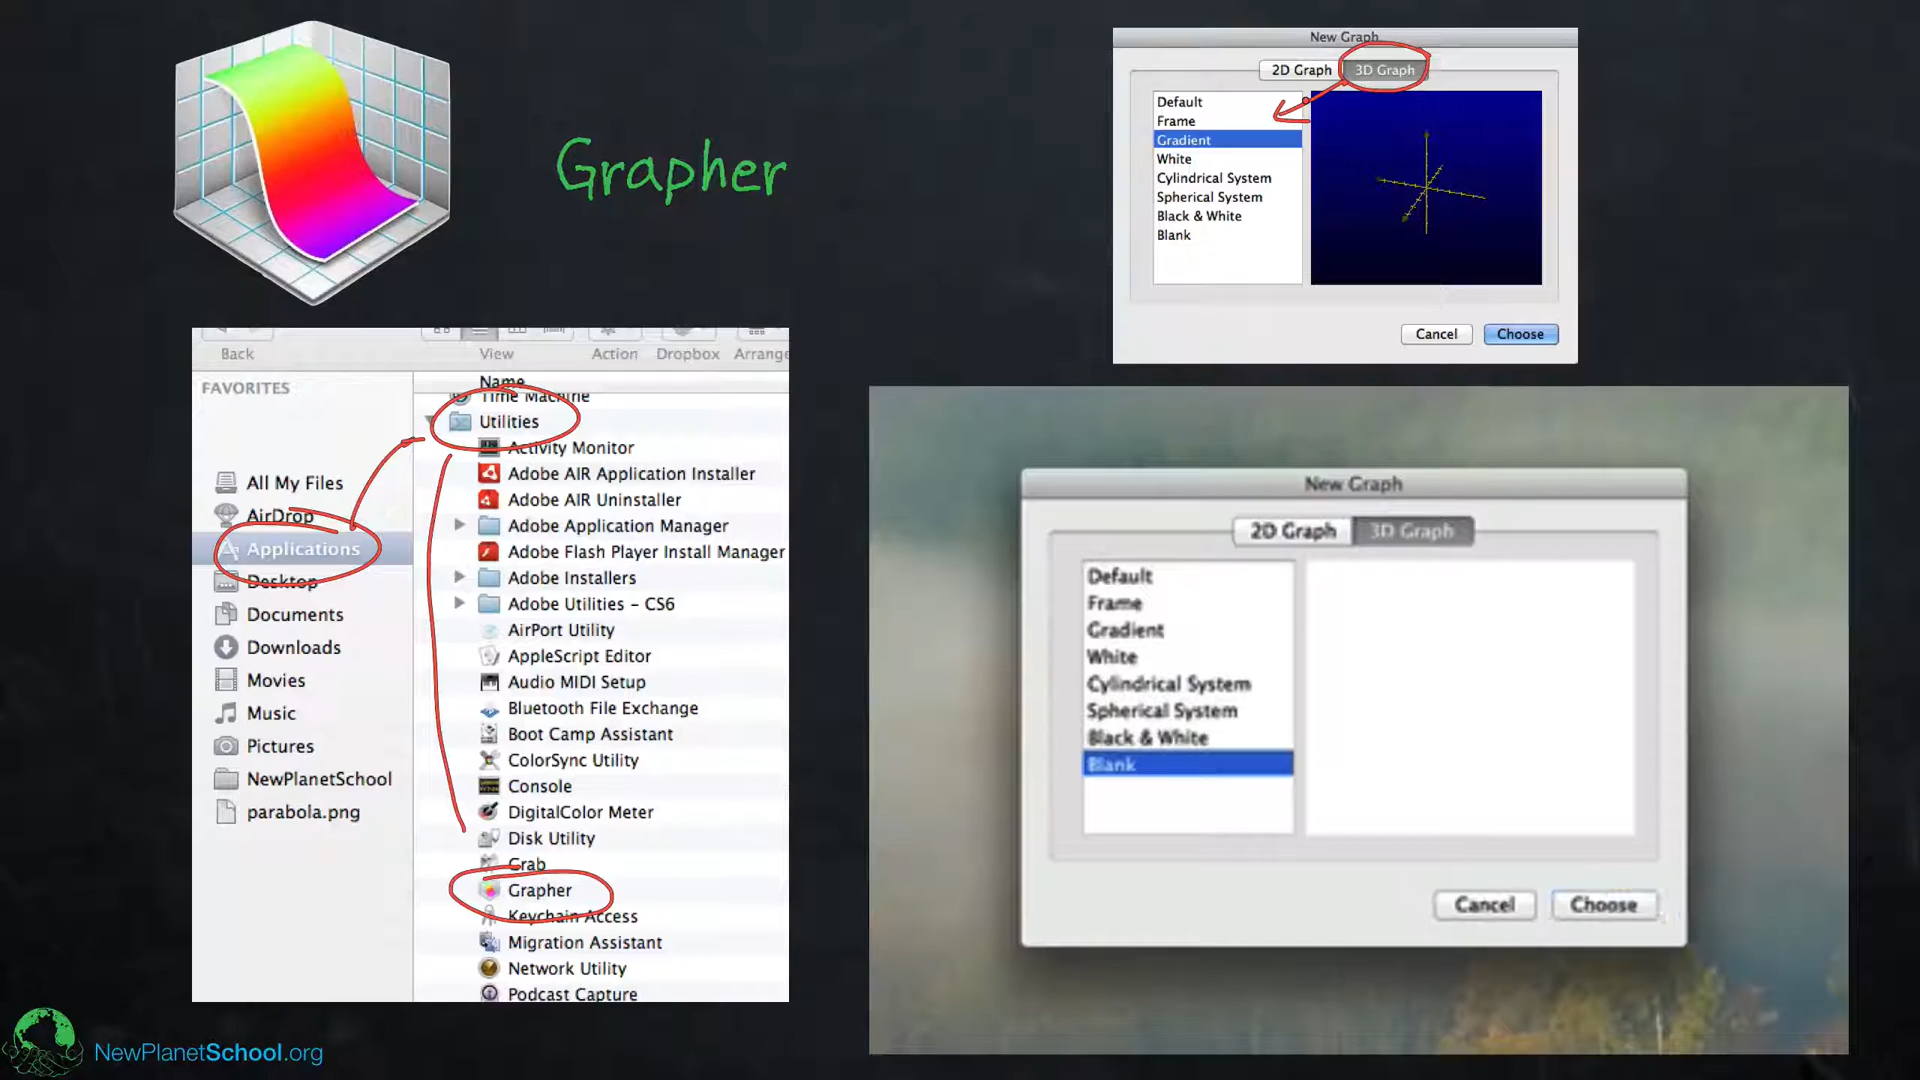 Grapher
New Graph
2D Graph 3D Graph
Default
Frame
Gradient
White
Cylindrical System
Spherical System
Black & White
Blank
Cancel Choose
Back View Action Dropbox Arrange
FAVORITES
All My Files
AirDrop
Applications
Desktop
Documents
Downloads
Movies
Music
Pictures
NewPlanetSchool
parabola.png
Name
Time Machine
Utilities
Activity Monitor
Adobe AIR Application Installer
Adobe AIR Uninstaller
Adobe Application Manager
Adobe Flash Player Install Manager
Adobe Installers
Adobe Utilities - CS6
AirPort Utility
AppleScript Editor
Audio MIDI Setup
Bluetooth File Exchange
Boot Camp Assistant
ColorSync Utility
Console
DigitalColor Meter
Disk Utility
Grab
Grapher
Keychain Access
Migration Assistant
Network Utility
Podcast Capture
New Graph
2D Graph 3D Graph
Default
Frame
Gradient
White
Cylindrical System
Spherical System
Black & White
Blank
Cancel Choose
NewPlanetSchool.org